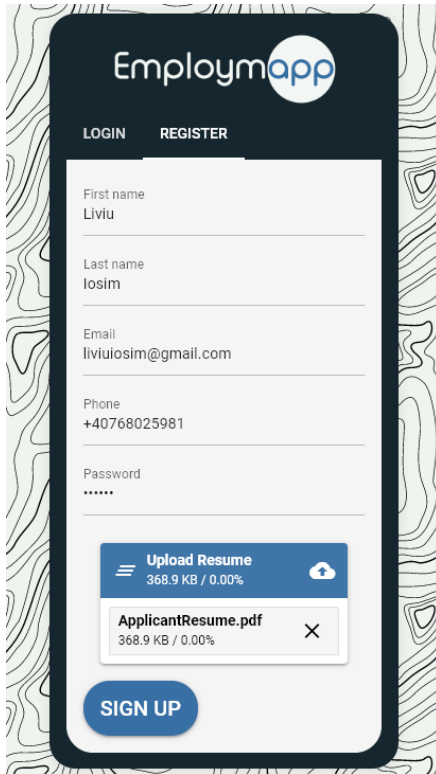 Employmapp
LOGIN REGISTER
First name
Liviu
Last name
Iosim
Email
liviuiosim@gmail.com
Phone
+40768025981
Password
••••••
Upload Resume
368.9 KB / 0.00%
ApplicantResume.pdf
368.9 KB / 0.00%
SIGN UP